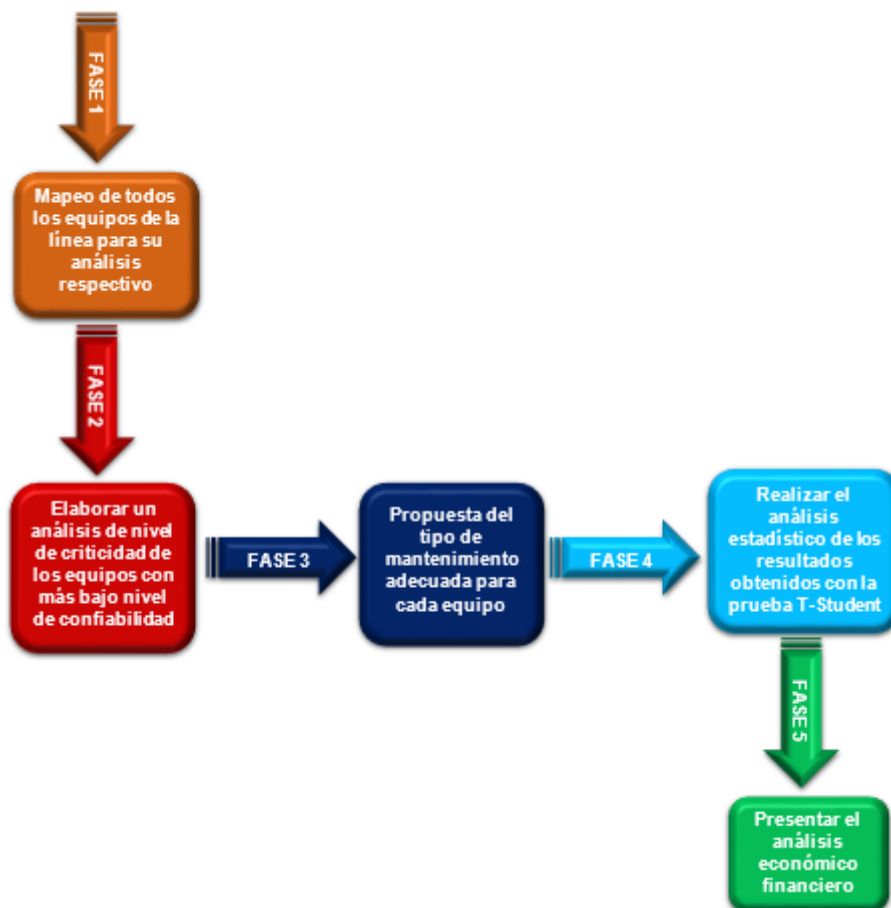 FASE 1
Mapeo de todos
los equipos de la
línea para su
análisis
respectivo
FASE 2
Elaborar un
análisis de nivel
de criticidad de
los equipos con
más bajo nivel
de confiabilidad
FASE 3
Propuesta del
tipo de
mantenimiento
adecuada para
cada equipo
FASE 4
Realizar el
análisis
estadístico de los
resultados
obtenidos con la
prueba T-Student
FASE 5
Presentar el
análisis
económico
financiero